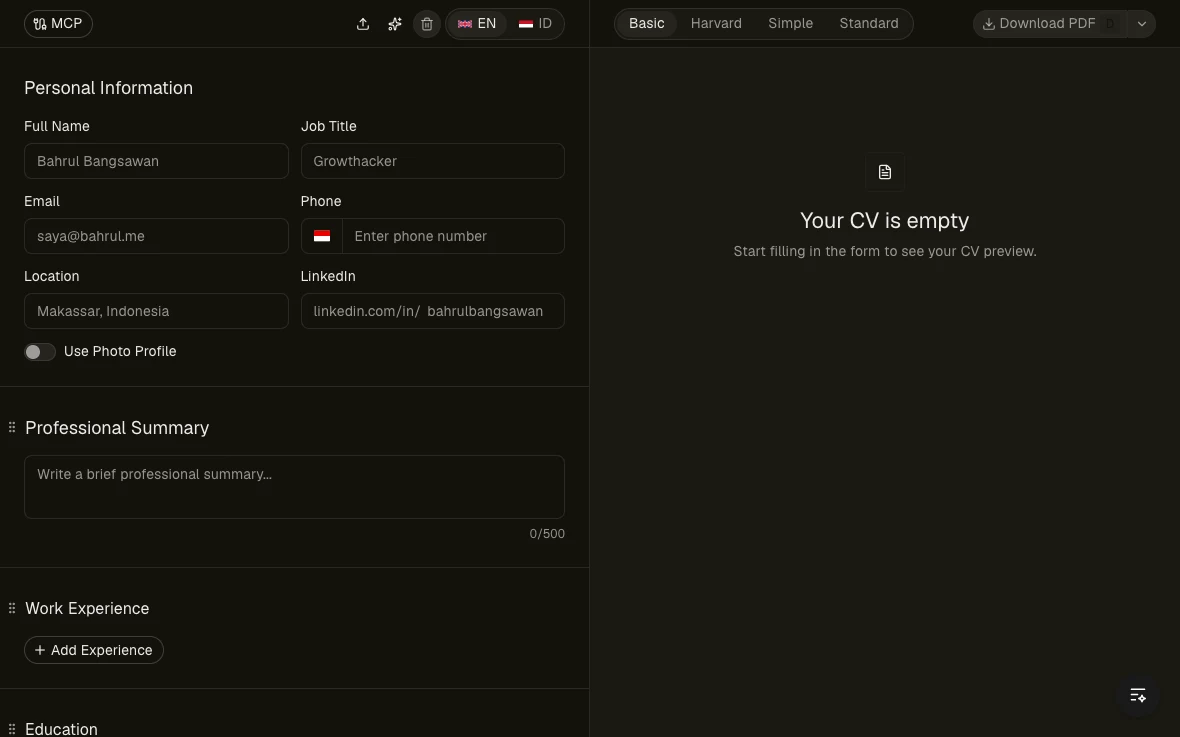 MCP
EN
ID
Basic
Harvard
Simple
Standard
Download PDF
Personal Information
Full Name
Job Title
Bahrul Bangsawan
Growthacker
Email
Phone
saya@bahrul.me
Enter phone number
Location
LinkedIn
Makassar, Indonesia
linkedin.com/in/ bahrulbangsawan
Use Photo Profile
Professional Summary
Write a brief professional summary...
0/500
Work Experience
+ Add Experience
Education
Your CV is empty
Start filling in the form to see your CV preview.